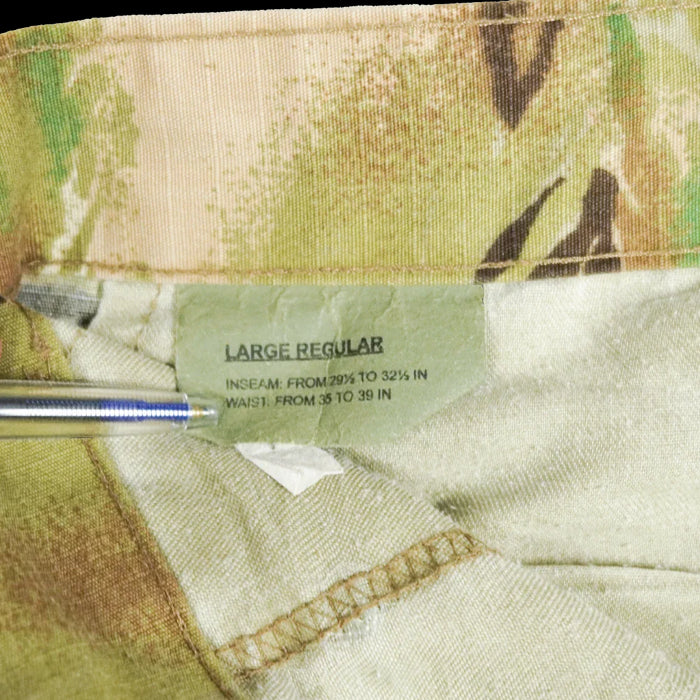 LARGE REGULAR
INSEAM: FROM 29½ TO 32½ IN
WAIST: FROM 35 TO 39 IN